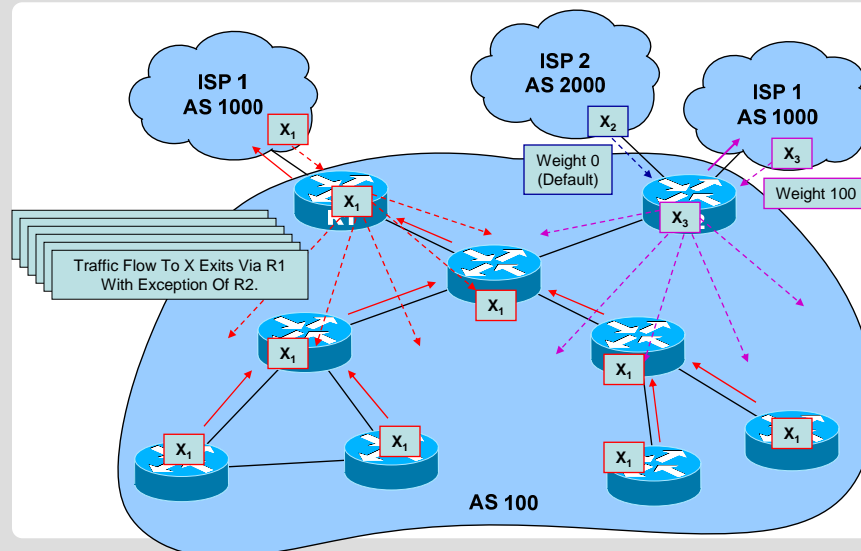 ISP 1
AS 1000
X₁
ISP 2
AS 2000
X₂
ISP 1
AS 1000
X₃
Weight 0
(Default)
Weight 100
X₁
X₃
Traffic Flow To X Exits Via R1
With Exception Of R2.
X₁
X₁
X₁
X₁
X₁
X₁
X₁
AS 100